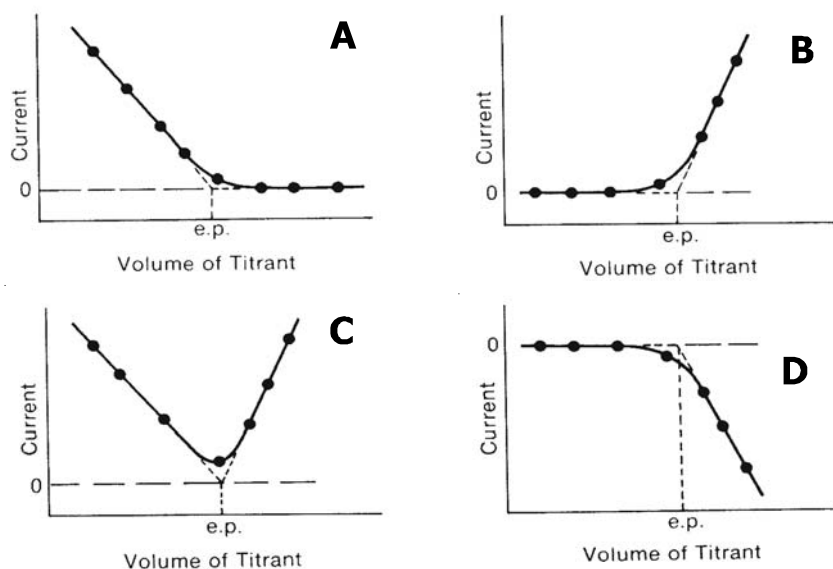 A
Current
0
e.p.
Volume of Titrant
B
Current
0
e.p.
Volume of Titrant
C
Current
0
e.p.
Volume of Titrant
D
Current
0
e.p.
Volume of Titrant